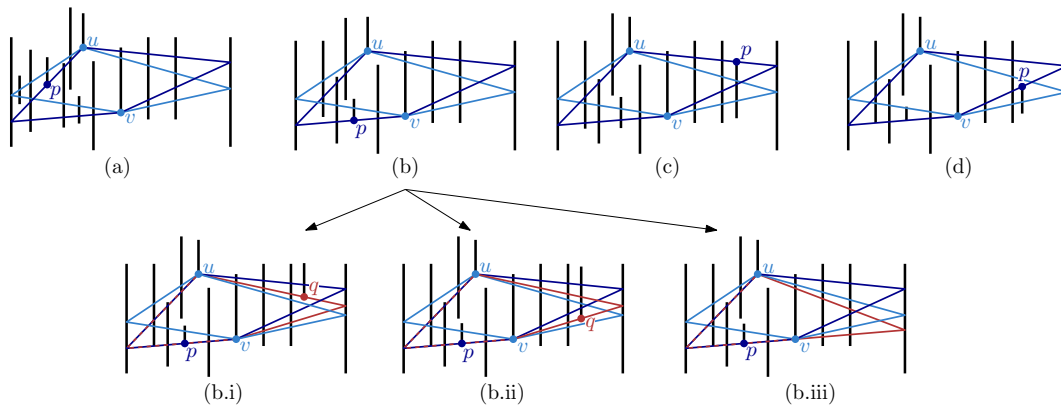 u u u u
p p p p
v v v v
(a) (b) (c) (d)
u u u
q q
p p p
v v v
(b.i) (b.ii) (b.iii)